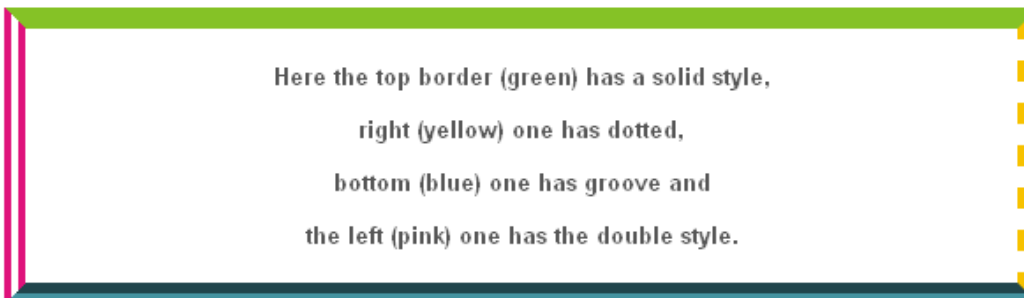 Here the top border (green) has a solid style,
right (yellow) one has dotted,
bottom (blue) one has groove and
the left (pink) one has the double style.